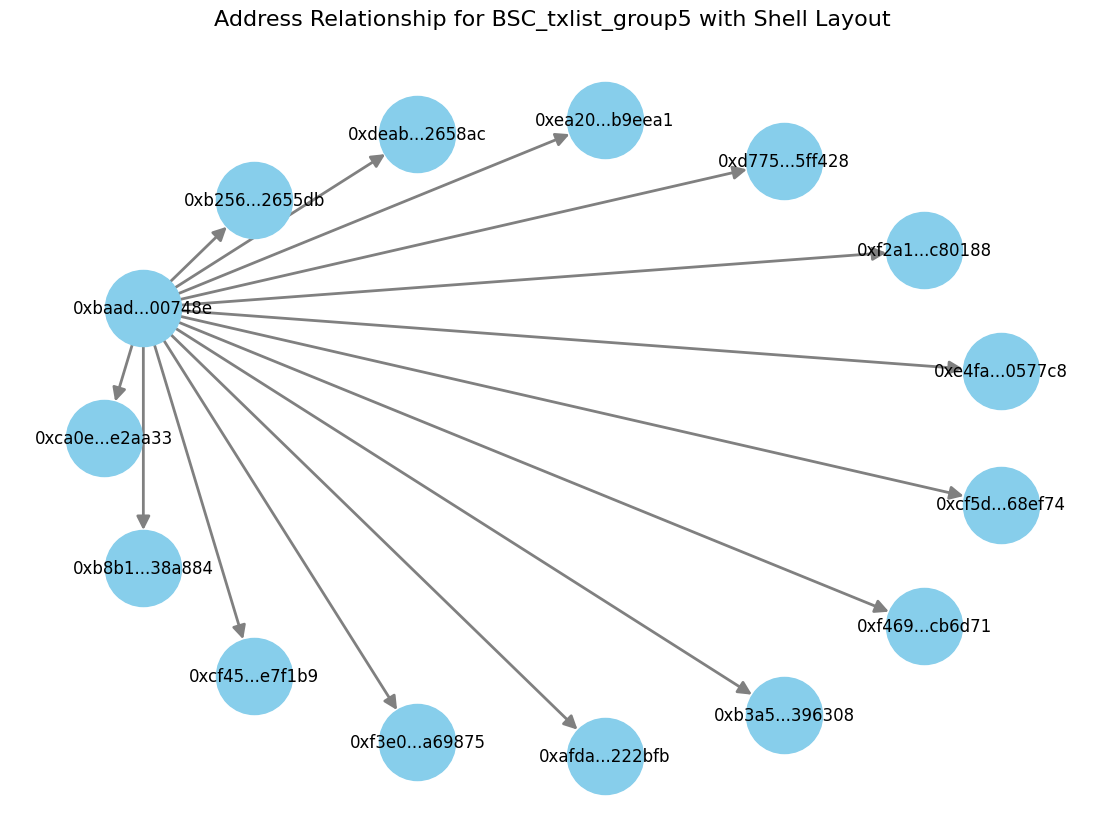 Address Relationship for BSC_txlist_group5 with Shell Layout
0xea20...b9eea1
0xdeab...2658ac
0xd775...5ff428
0xb256...2655db
0xf2a1...c80188
0xbaad...00748e
0xe4fa...0577c8
0xca0e...e2aa33
0xcf5d...68ef74
0xb8b1...38a884
0xf469...cb6d71
0xcf45...e7f1b9
0xb3a5...396308
0xf3e0...a69875
0xafda...222bfb